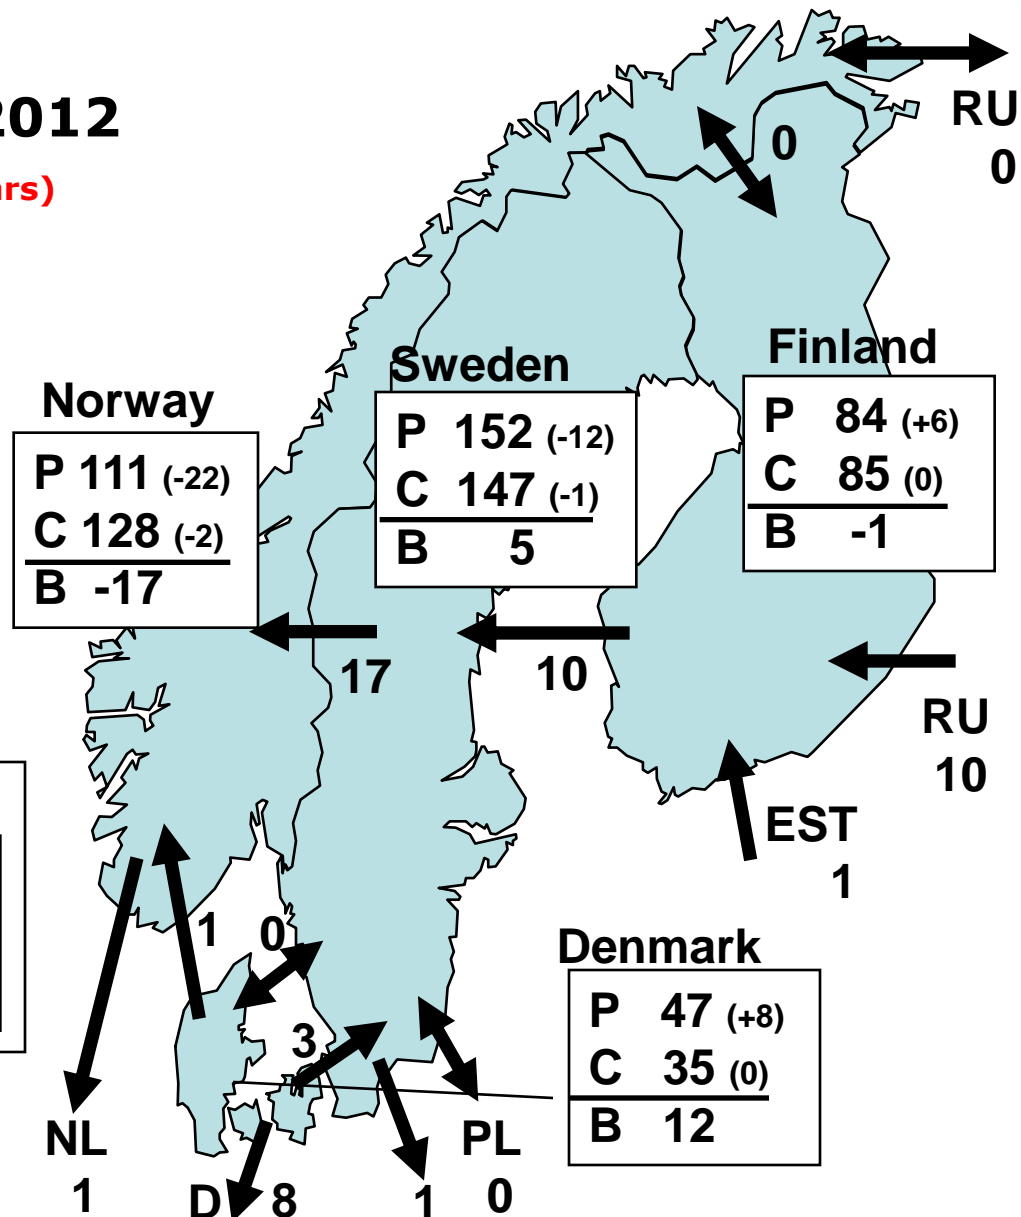 2012
RU
0
0
ars)
Finland
P 84 (+6)
C 85 (0)
B -1
Sweden
P 152 (-12)
C 147 (-1)
B 5
Norway
P 111 (-22)
C 128 (-2)
B -17
17
10
RU
10
EST
1
1
0
Denmark
P 47 (+8)
C 35 (0)
B 12
3
NL
1
D 8
1
PL
0